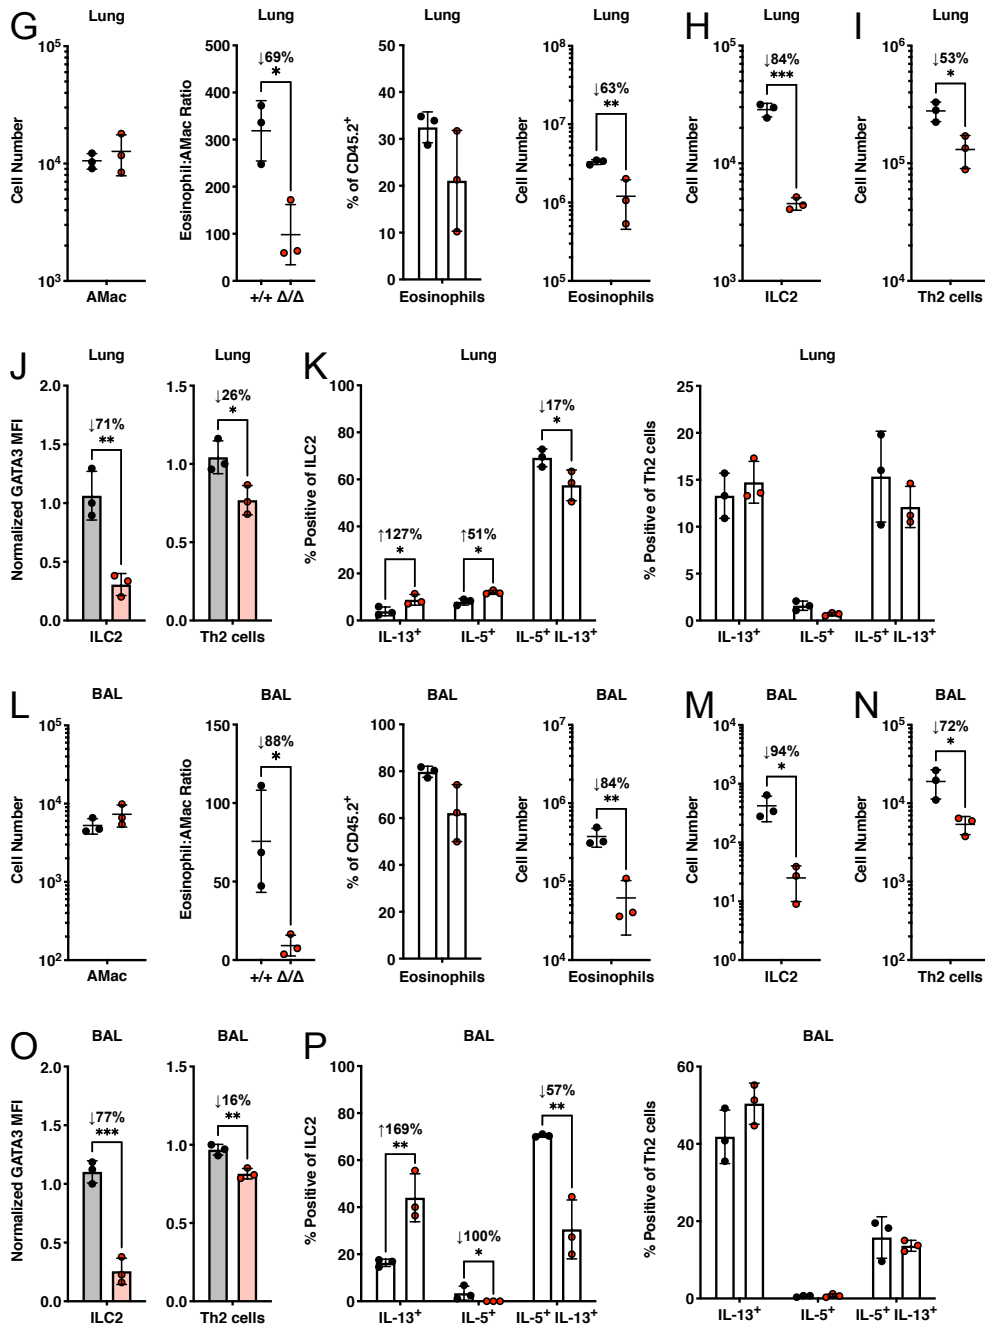 G
Lung
Cell Number
10⁵
10⁴
10³
AMac
Eosinophil:AMac Ratio
500
400
300
200
100
0
↓69%
*
+/+ Δ/Δ
Lung
% of CD45.2⁺
50
40
30
20
10
0
Eosinophils
Lung
Cell Number
10⁸
10⁷
10⁶
10⁵
↓63%
**
Eosinophils
H
Lung
Cell Number
10⁵
10⁴
10³
↓84%
***
ILC2
I
Lung
Cell Number
10⁶
10⁵
10⁴
↓53%
*
Th2 cells
J
Lung
Normalized GATA3 MFI
2.0
1.5
1.0
0.5
0.0
↓71%
**
ILC2
Lung
1.5
1.0
0.5
0.0
↓26%
*
Th2 cells
K
Lung
% Positive of ILC2
100
80
60
40
20
0
↑127%
*
↑51%
*
↓17%
*
IL-13⁺
IL-5⁺
IL-5⁺ IL-13⁺
Lung
% Positive of Th2 cells
25
20
15
10
5
0
IL-13⁺
IL-5⁺
IL-5⁺ IL-13⁺
L
BAL
Cell Number
10⁵
10⁴
10³
10²
AMac
BAL
Eosinophil:AMac Ratio
150
100
50
0
↓88%
*
+/+ Δ/Δ
BAL
% of CD45.2⁺
100
80
60
40
20
0
Eosinophils
BAL
Cell Number
10⁷
10⁶
10⁵
10⁴
↓84%
**
Eosinophils
M
BAL
Cell Number
10⁴
10³
10²
10¹
10⁰
↓94%
*
ILC2
N
BAL
Cell Number
10⁵
10⁴
10³
10²
↓72%
*
Th2 cells
O
BAL
Normalized GATA3 MFI
2.0
1.5
1.0
0.5
0.0
↓77%
***
ILC2
BAL
1.5
1.0
0.5
0.0
↓16%
**
Th2 cells
P
BAL
% Positive of ILC2
100
80
60
40
20
0
↑169%
**
↓100%
*
↓57%
**
IL-13⁺
IL-5⁺
IL-5⁺ IL-13⁺
BAL
% Positive of Th2 cells
60
40
20
0
IL-13⁺
IL-5⁺
IL-5⁺ IL-13⁺